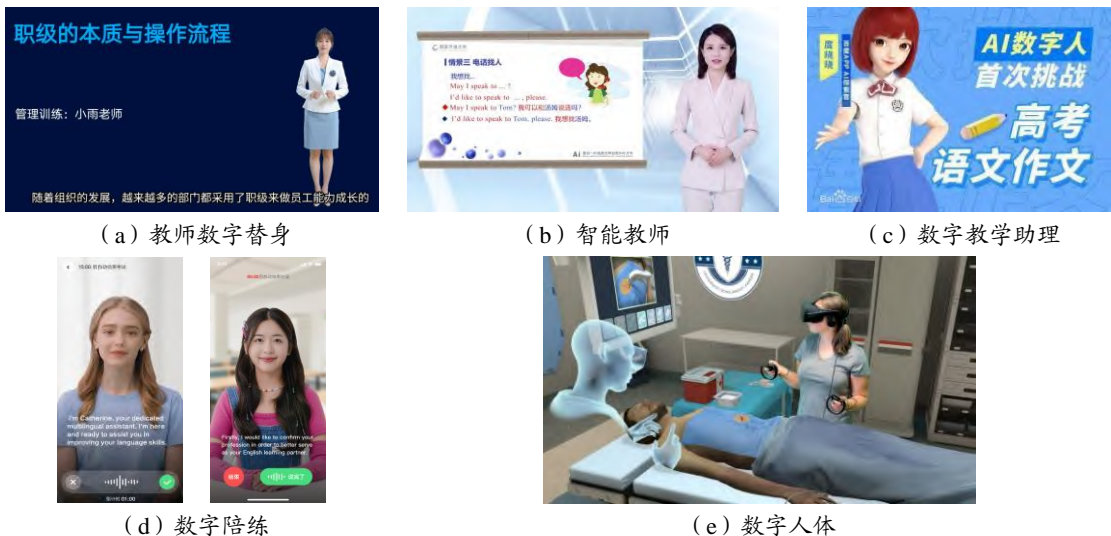 职级的本质与操作流程
管理训练：小雨老师
随着组织的发展，越来越多的部门都采用了职级来做员工能力成长的
（a）教师数字替身
情景三 电话找人
我想找...
May I speak to ... ?
I'd like to speak to ..., please.
May I speak to Tom? 我可以和汤姆说话吗?
I'd like to speak to Tom, please. 我想找汤姆。
（b）智能教师
度晓晓
AI数字人
首次挑战
高考
语文作文
（c）数字教学助理
I'm Catherine, your dedicated
multilingual assistant. I'm here
and ready to assist you in
improving your language skills.
Firstly, I would like to confirm your
profession in order to better serve
as your English learning partner.
结束
说完了
（d）数字陪练
（e）数字人体